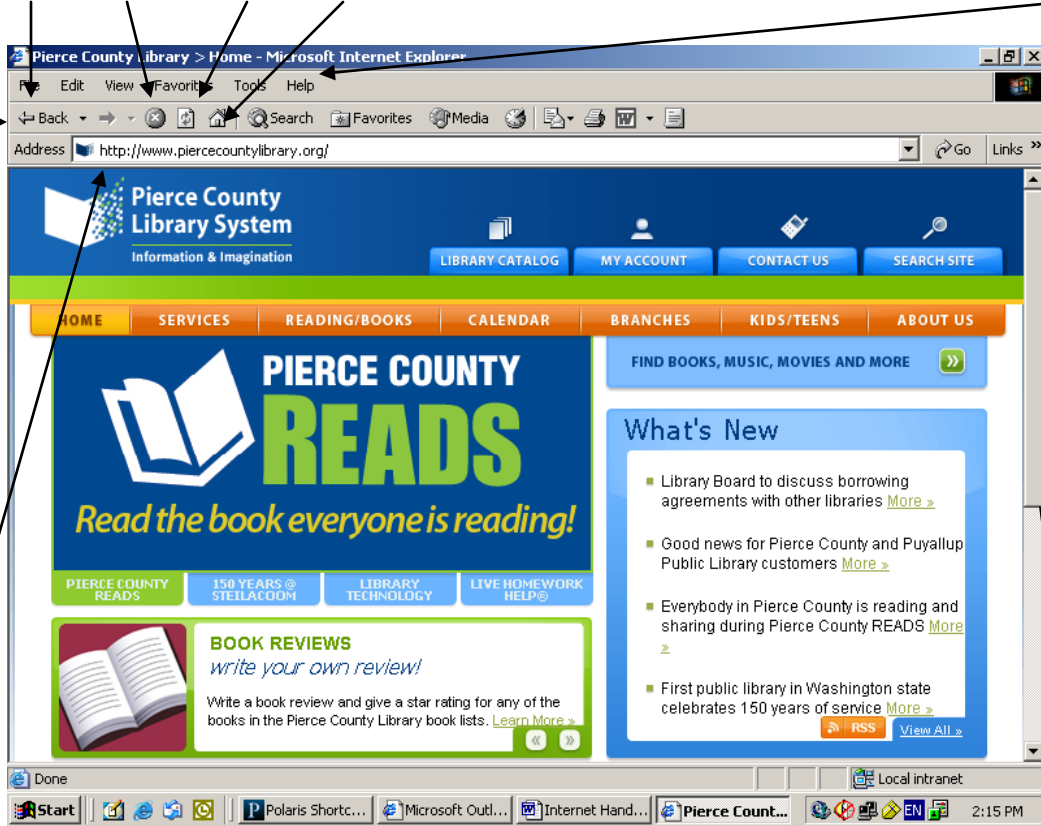 Pierce County Library > Home - Microsoft Internet Explorer
File Edit View Favorites Tools Help
Back Search Favorites Media
Address http://www.piercecountylibrary.org/ Go Links »
Pierce County
Library System
Information & Imagination
LIBRARY CATALOG MY ACCOUNT CONTACT US SEARCH SITE
HOME SERVICES READING/BOOKS CALENDAR BRANCHES KIDS/TEENS ABOUT US
PIERCE COUNTY
READS
Read the book everyone is reading!
PIERCE COUNTY READS
150 YEARS @ STEILACOOM
LIBRARY TECHNOLOGY
LIVE HOMEWORK HELP®
BOOK REVIEWS
write your own review!
Write a book review and give a star rating for any of the
books in the Pierce County Library book lists. Learn More »
FIND BOOKS, MUSIC, MOVIES AND MORE
What's New
Library Board to discuss borrowing
agreements with other libraries More »
Good news for Pierce County and Puyallup
Public Library customers More »
Everybody in Pierce County is reading and
sharing during Pierce County READS More
»
First public library in Washington state
celebrates 150 years of service More »
RSS View All »
Done Local intranet
Start Polaris Shortc... Microsoft Outl... Internet Hand... Pierce Count... EN 2:15 PM